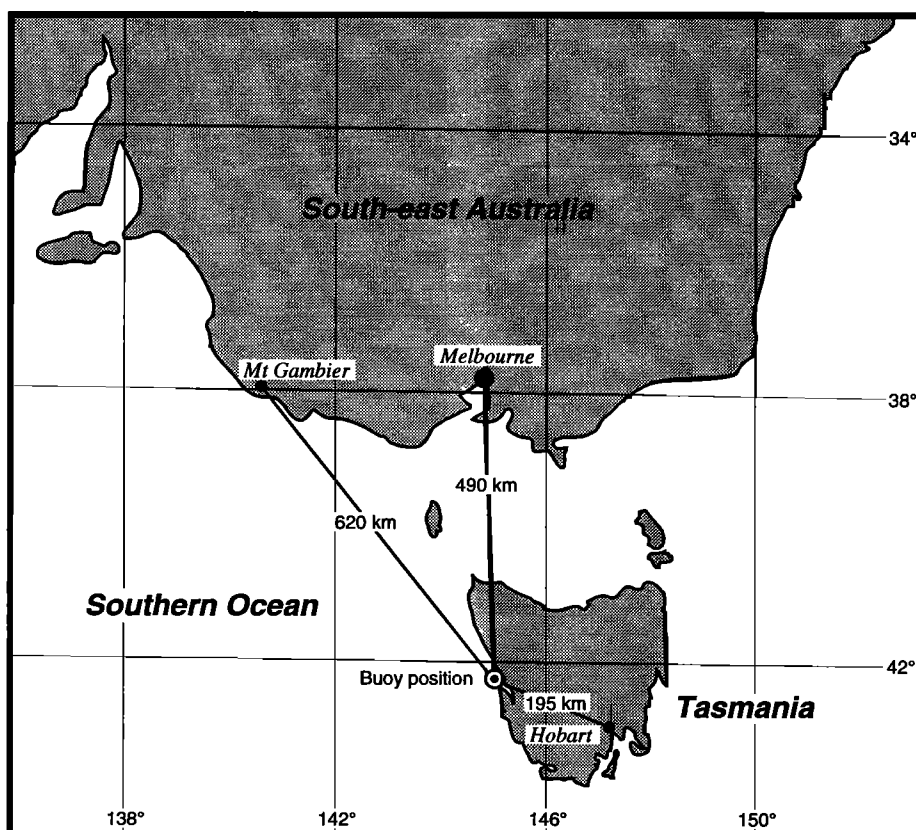 34°
South-east Australia
Mt Gambier
Melbourne
38°
490 km
620 km
Southern Ocean
Buoy position
42°
195 km
Tasmania
Hobart
138°
142°
146°
150°